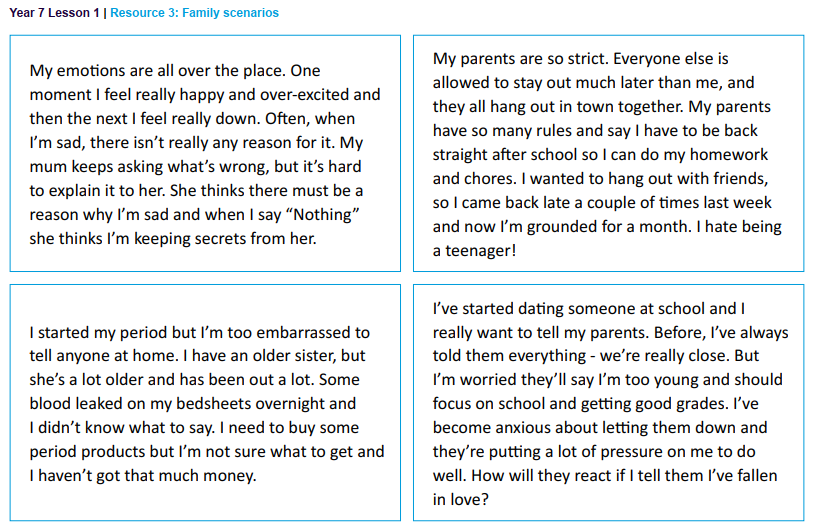 Year 7 Lesson 1 | Resource 3: Family scenarios
My emotions are all over the place. One
moment I feel really happy and over-excited and
then the next I feel really down. Often, when
I’m sad, there isn’t really any reason for it. My
mum keeps asking what’s wrong, but it’s hard
to explain it to her. She thinks there must be a
reason why I’m sad and when I say “Nothing”
she thinks I’m keeping secrets from her.
My parents are so strict. Everyone else is
allowed to stay out much later than me, and
they all hang out in town together. My parents
have so many rules and say I have to be back
straight after school so I can do my homework
and chores. I wanted to hang out with friends,
so I came back late a couple of times last week
and now I’m grounded for a month. I hate being
a teenager!
I started my period but I’m too embarrassed to
tell anyone at home. I have an older sister, but
she’s a lot older and has been out a lot. Some
blood leaked on my bedsheets overnight and
I didn’t know what to say. I need to buy some
period products but I’m not sure what to get and
I haven’t got that much money.
I’ve started dating someone at school and I
really want to tell my parents. Before, I’ve always
told them everything - we’re really close. But
I’m worried they’ll say I’m too young and should
focus on school and getting good grades. I’ve
become anxious about letting them down and
they’re putting a lot of pressure on me to do
well. How will they react if I tell them I’ve fallen
in love?